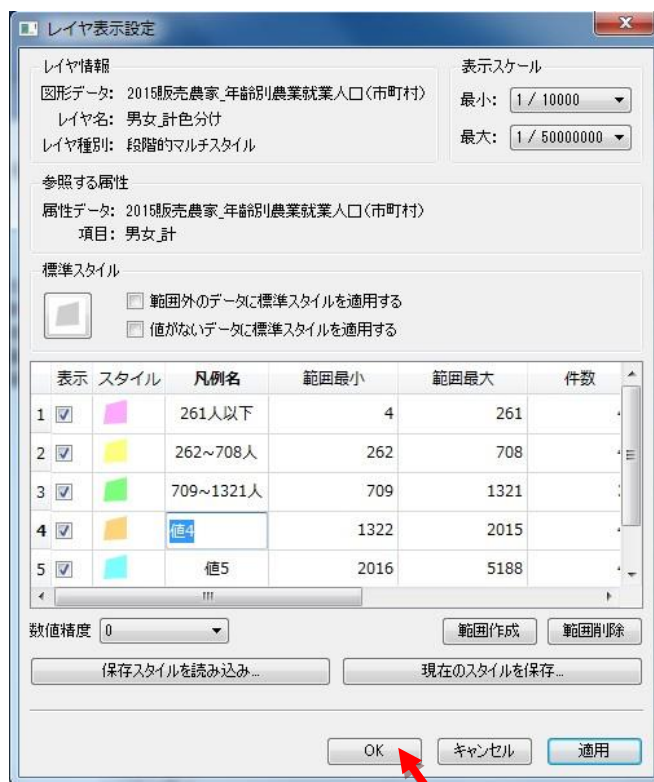 レイヤ表示設定
レイヤ情報
図形データ: 2015販売農家_年齢別農業就業人口(市町村)
レイヤ名: 男女_計色分け
レイヤ種別: 段階的マルチスタイル
表示スケール
最小: 1 / 10000
最大: 1 / 50000000
参照する属性
属性データ: 2015販売農家_年齢別農業就業人口(市町村)
項目: 男女_計
標準スタイル
範囲外のデータに標準スタイルを適用する
値がないデータに標準スタイルを適用する
表示 スタイル 凡例名 範囲最小 範囲最大 件数
1 261人以下 4 261
2 262~708人 262 708
3 709~1321人 709 1321
4 値4 1322 2015
5 値5 2016 5188
数値精度 0 範囲作成 範囲削除
保存スタイルを読み込み... 現在のスタイルを保存...
OK キャンセル 適用